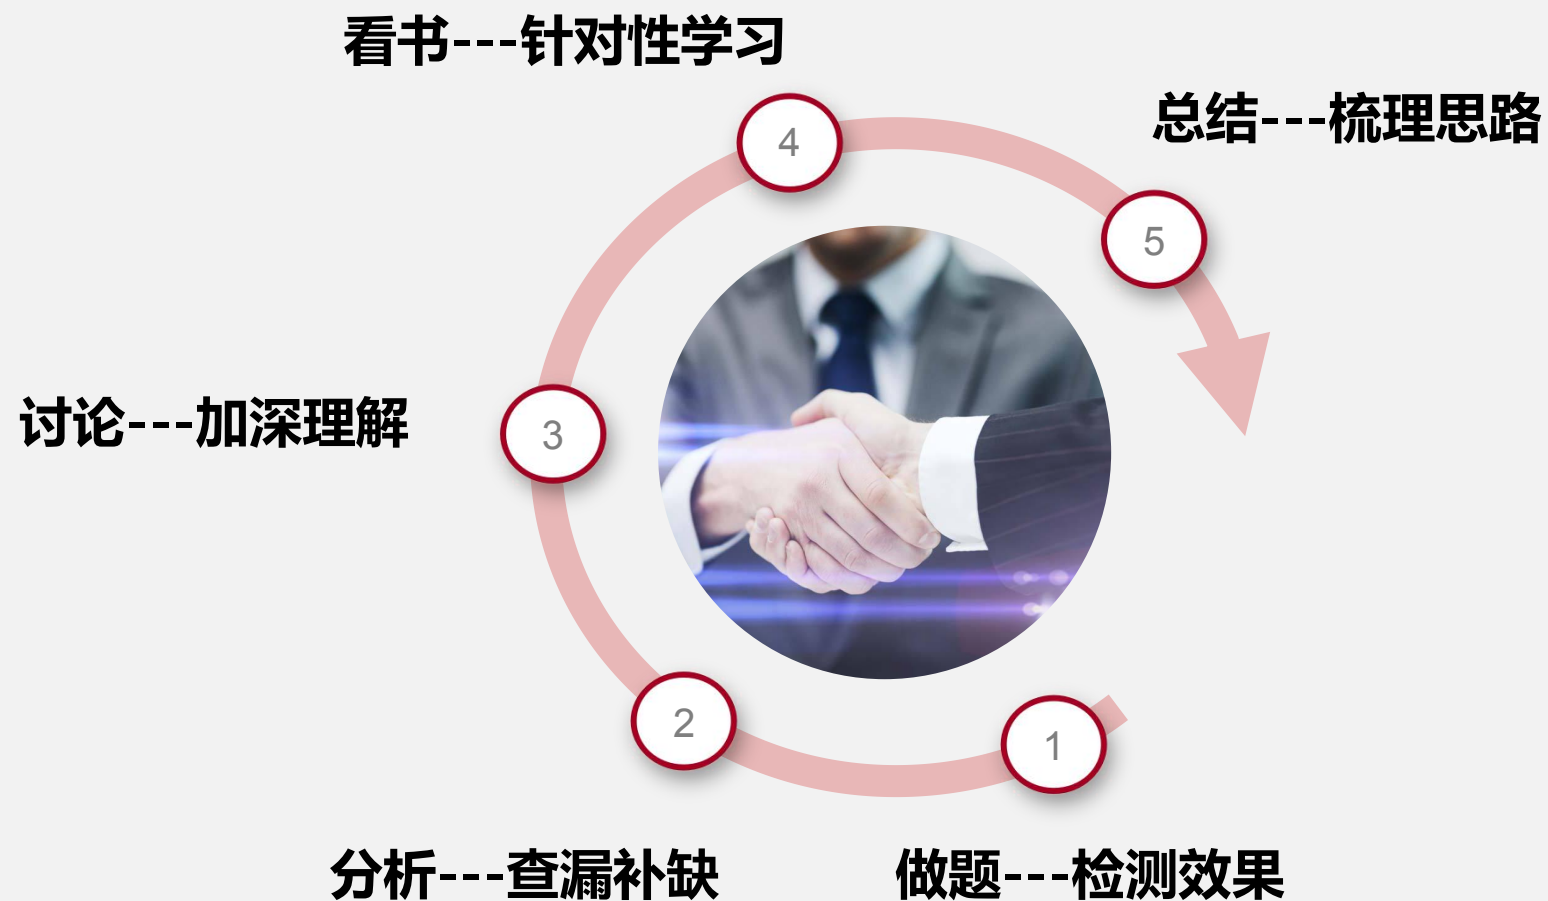 看书---针对性学习
总结---梳理思路
4
5
讨论---加深理解
3
2
1
分析---查漏补缺
做题---检测效果